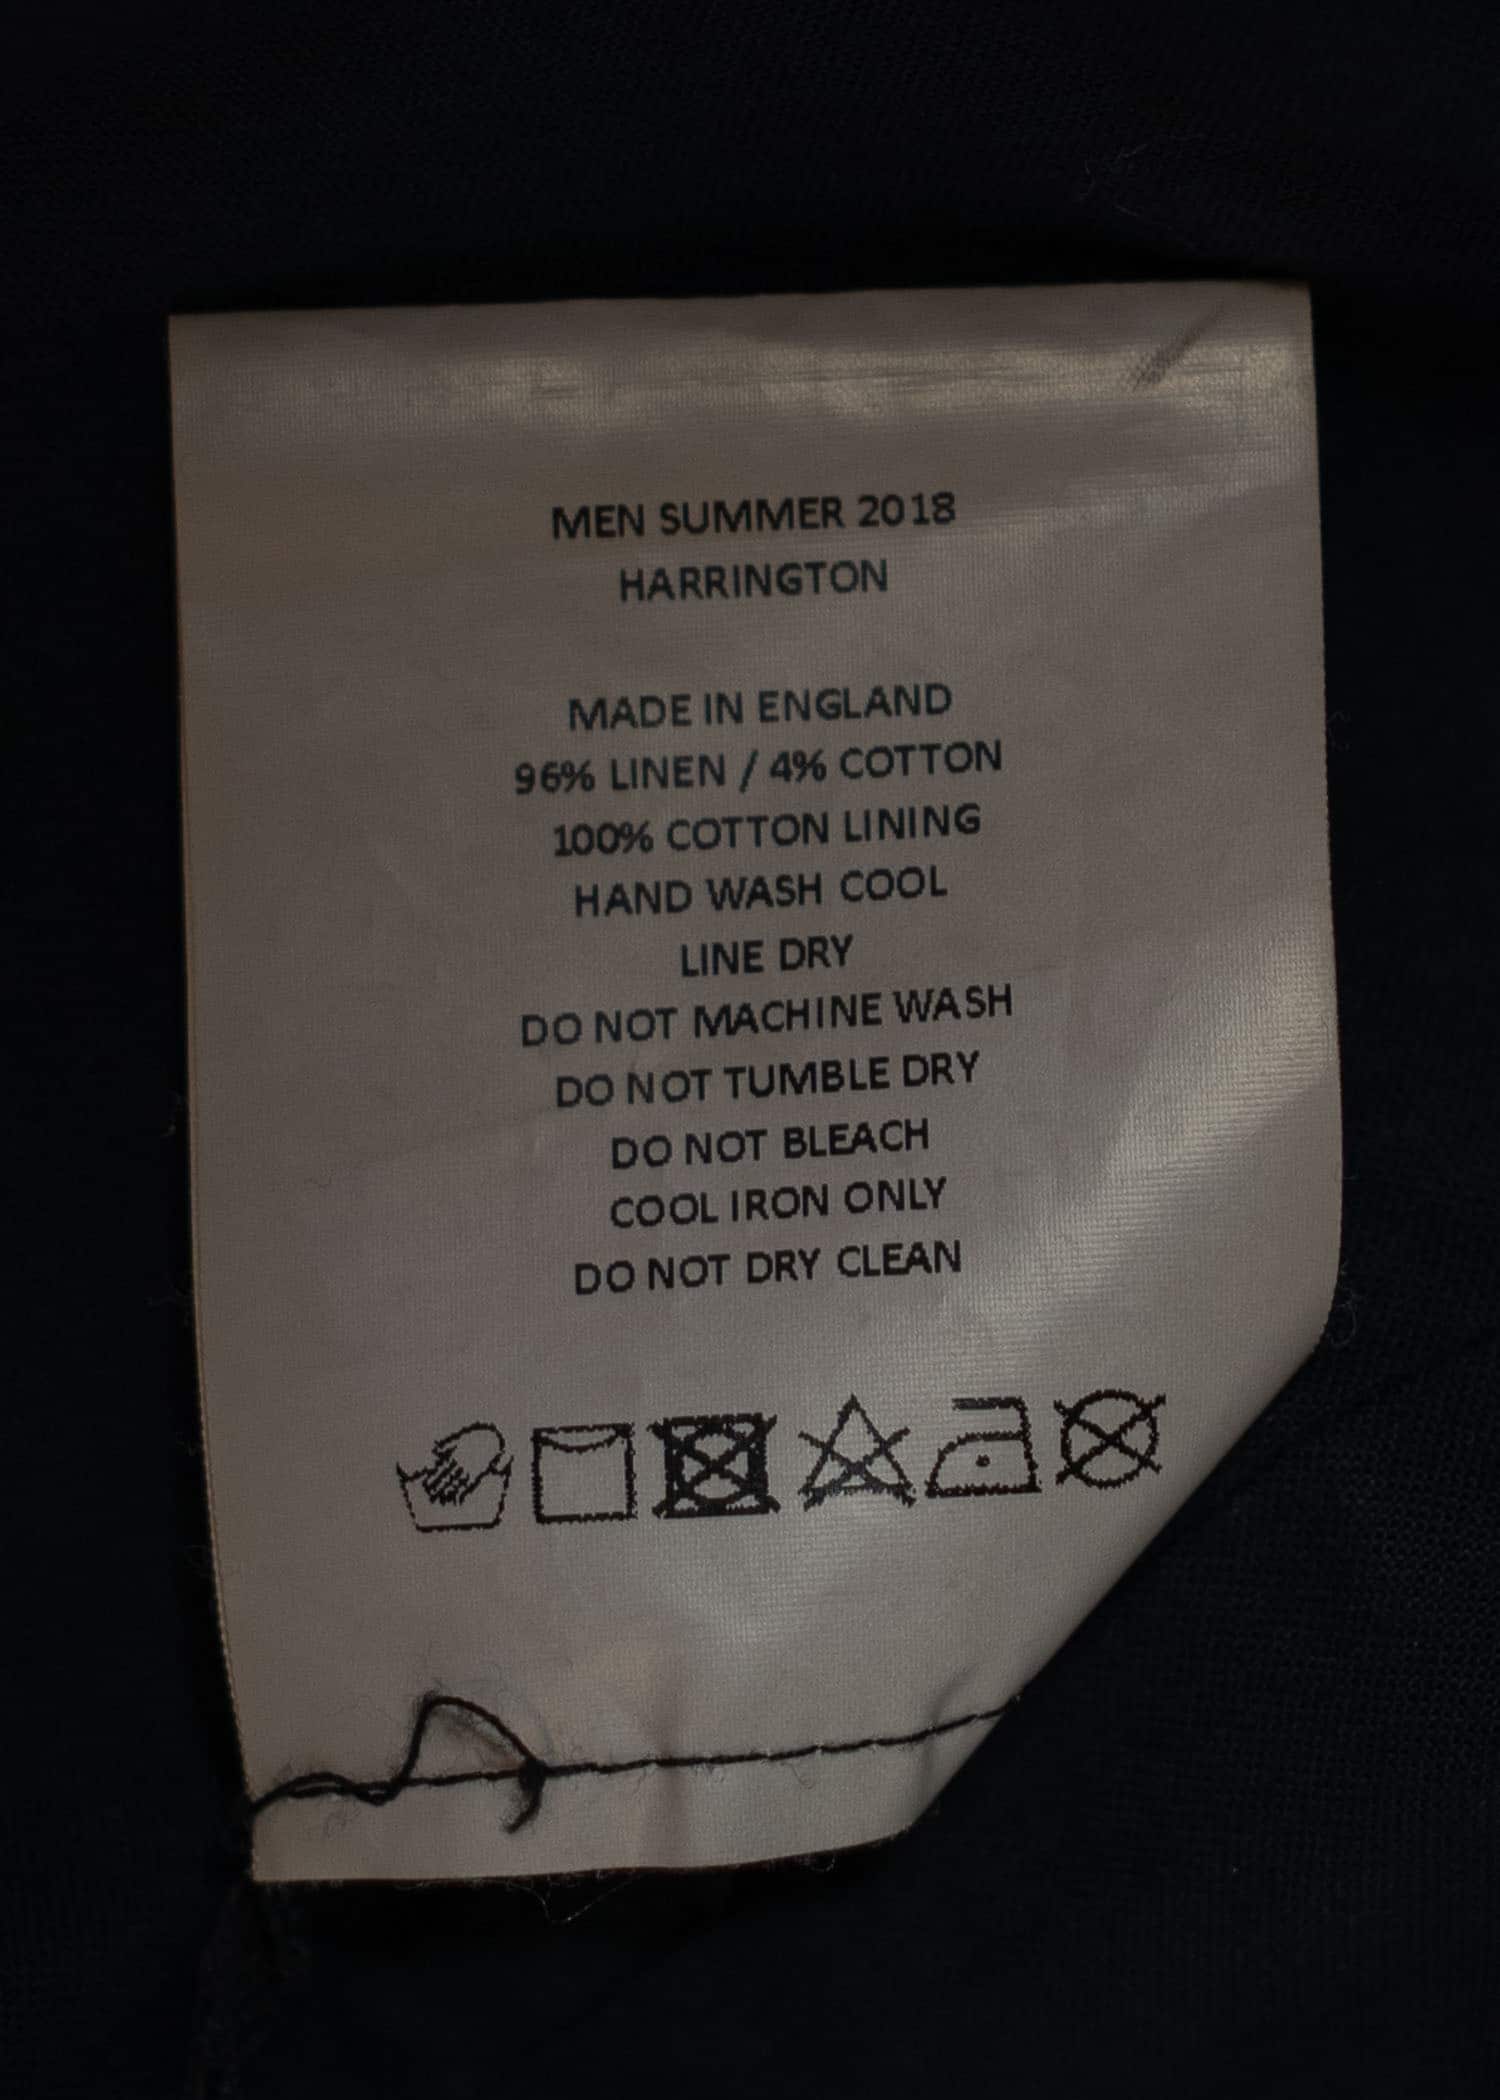 MEN SUMMER 2018
HARRINGTON
MADE IN ENGLAND
96% LINEN / 4% COTTON
100% COTTON LINING
HAND WASH COOL
LINE DRY
DO NOT MACHINE WASH
DO NOT TUMBLE DRY
DO NOT BLEACH
COOL IRON ONLY
DO NOT DRY CLEAN